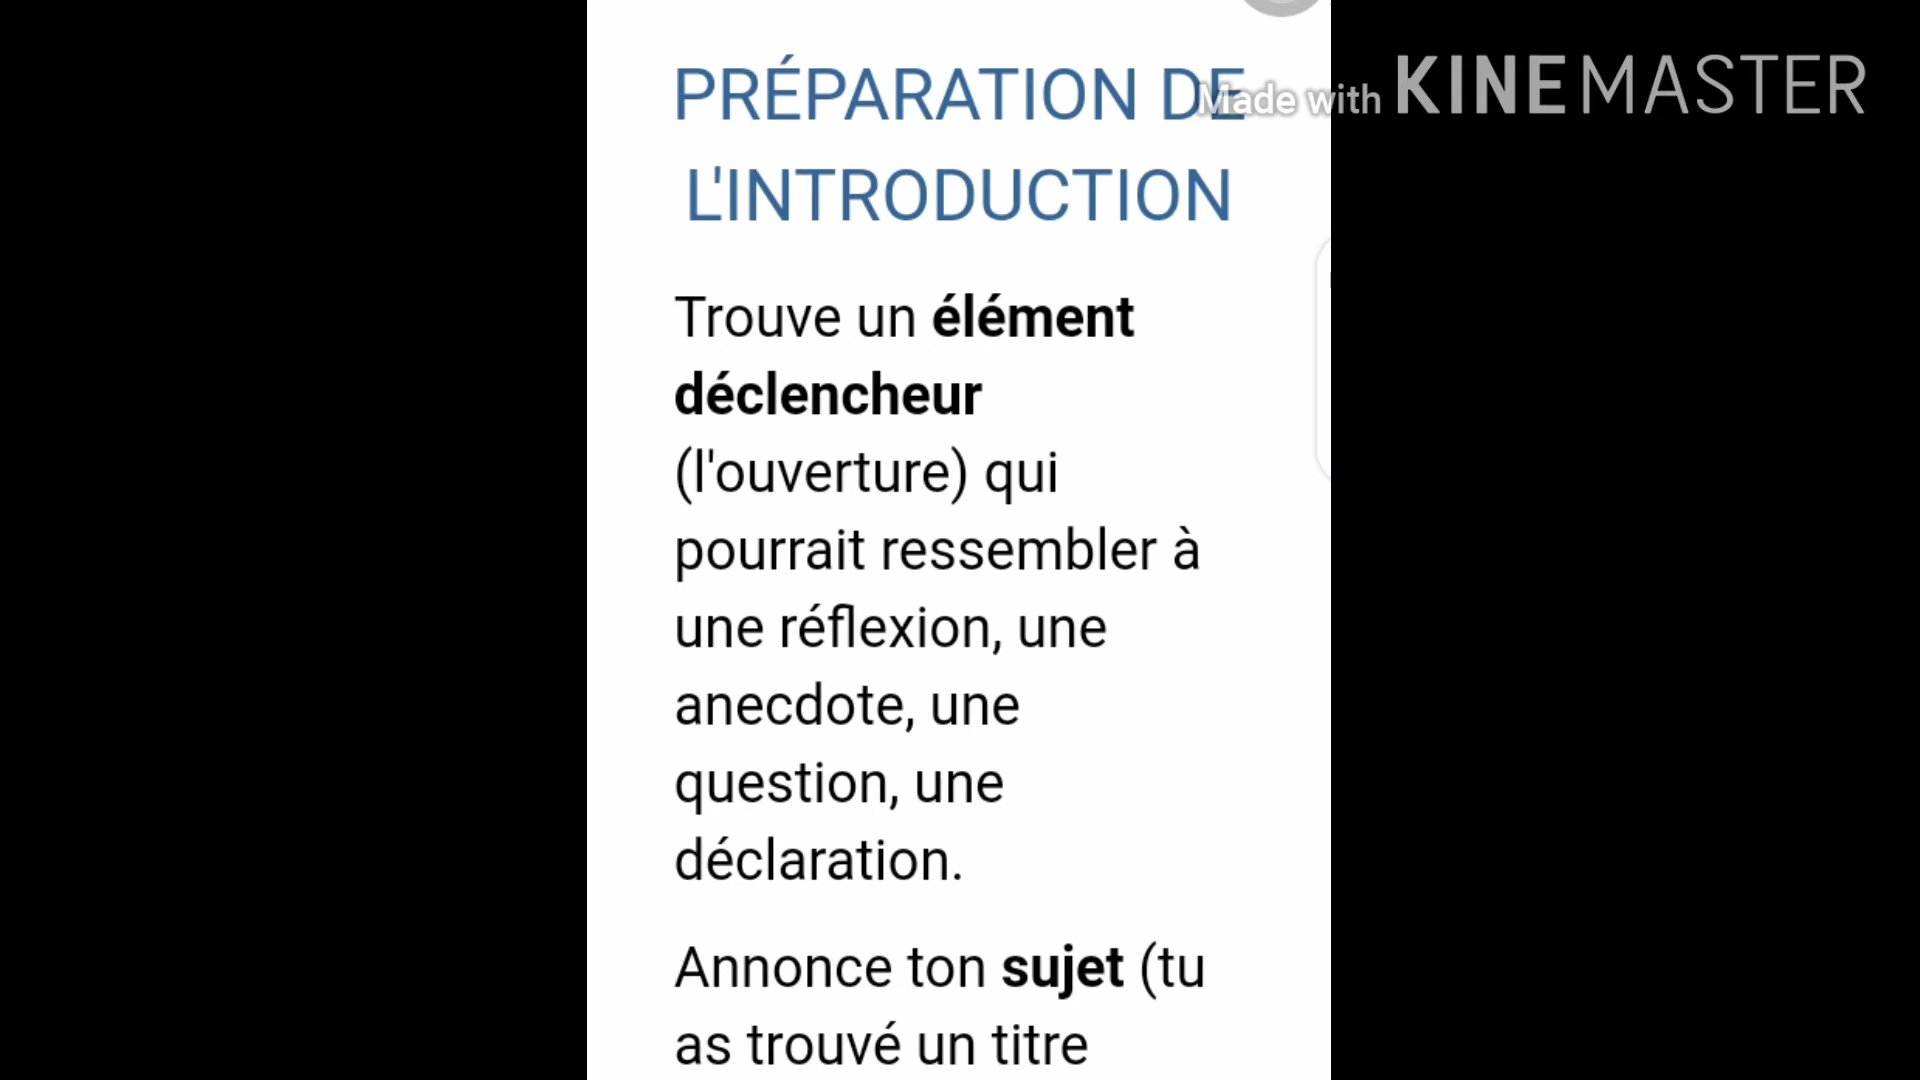 PRÉPARATION DE
L'INTRODUCTION
Made with KINEMASTER
Trouve un élément
déclencheur
(l'ouverture) qui
pourrait ressembler à
une réflexion, une
anecdote, une
question, une
déclaration.
Annonce ton sujet (tu
as trouvé un titre